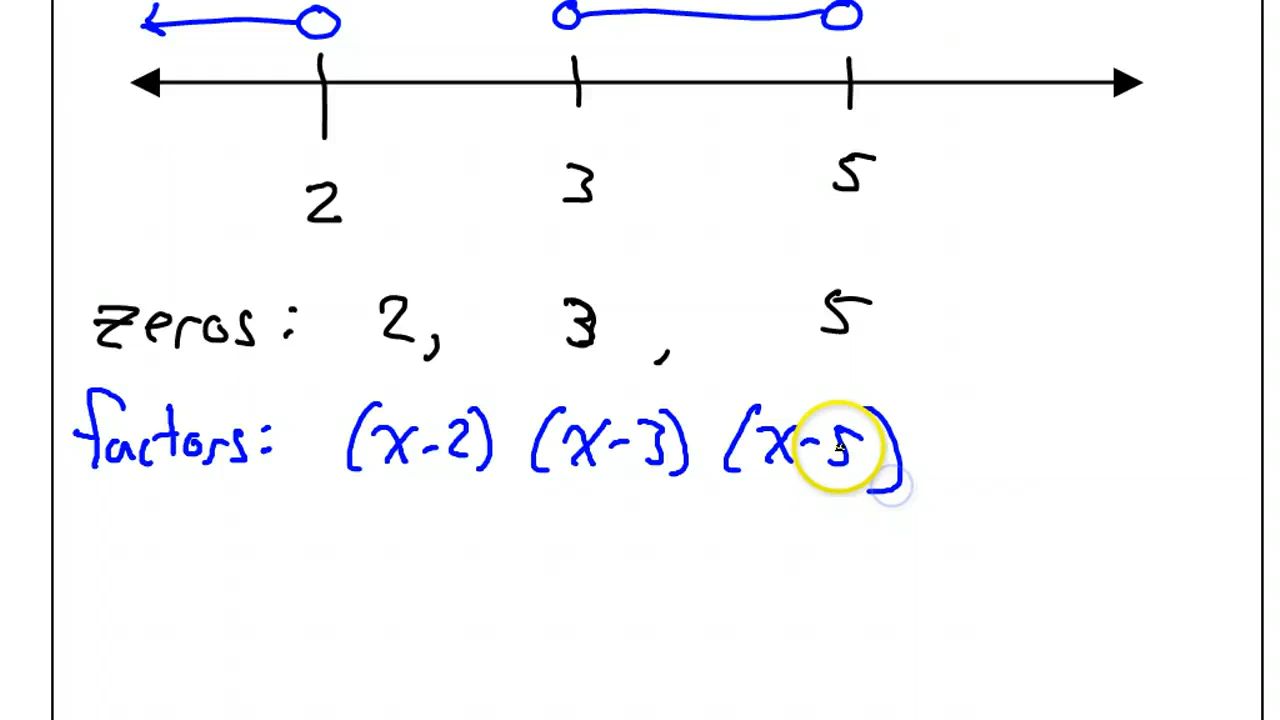 2 3 5
zeros: 2, 3, 5
factors: (x-2) (x-3) (x-5)